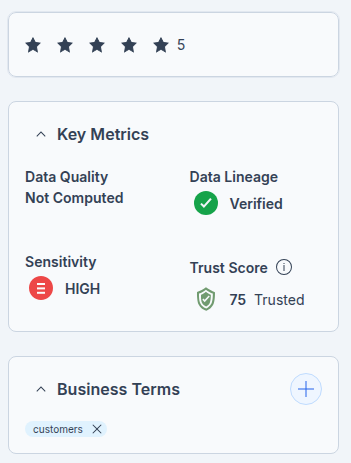 5
Key Metrics
Data Quality
Not Computed
Data Lineage
Verified
Sensitivity
HIGH
Trust Score
75 Trusted
Business Terms
customers